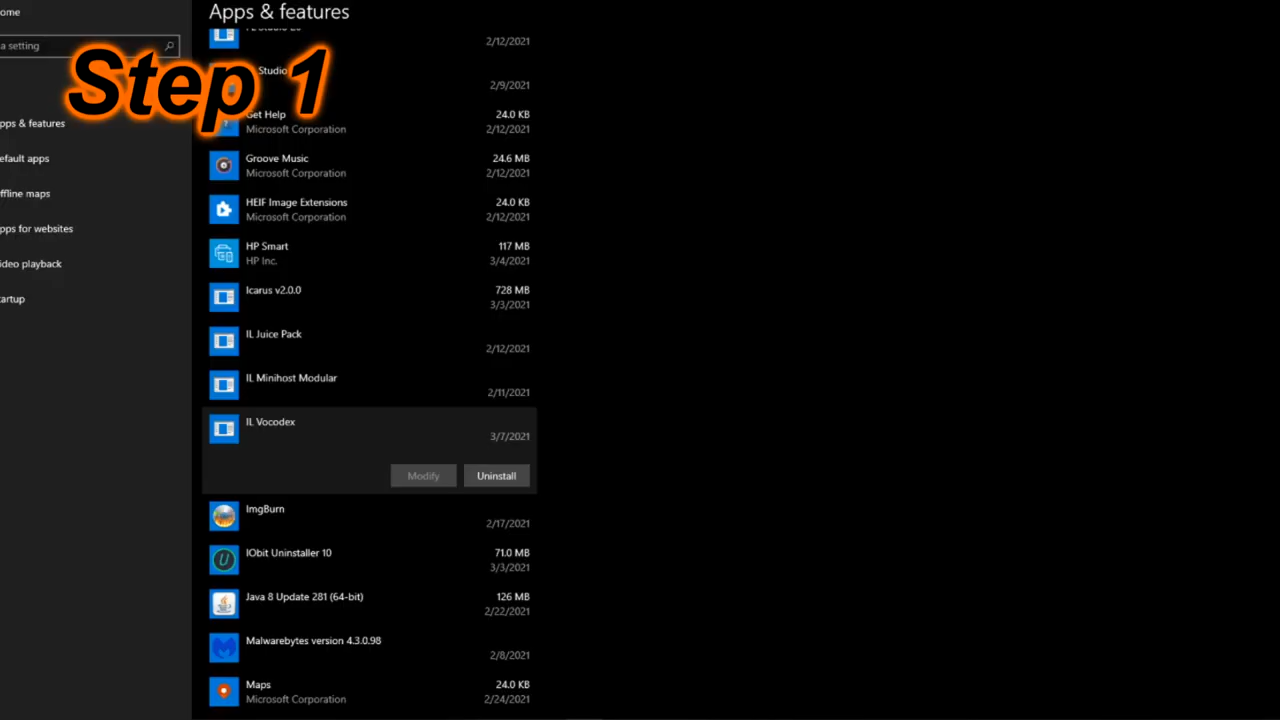 ome
Apps & features
a setting
2/12/2021
Step 1
Studio
2/9/2021
pps & features
Get Help
24.0 KB
Microsoft Corporation
2/12/2021
efault apps
Groove Music
24.6 MB
Microsoft Corporation
2/12/2021
ffline maps
HEIF Image Extensions
24.0 KB
Microsoft Corporation
2/12/2021
pps for websites
HP Smart
117 MB
HP Inc.
3/4/2021
ideo playback
Icarus v2.0.0
728 MB
3/3/2021
tartup
IL Juice Pack
2/12/2021
IL Minihost Modular
2/11/2021
IL Vocodex
3/7/2021
Modify
Uninstall
ImgBurn
2/17/2021
IObit Uninstaller 10
71.0 MB
3/3/2021
Java 8 Update 281 (64-bit)
126 MB
2/22/2021
Malwarebytes version 4.3.0.98
2/8/2021
Maps
24.0 KB
Microsoft Corporation
2/24/2021